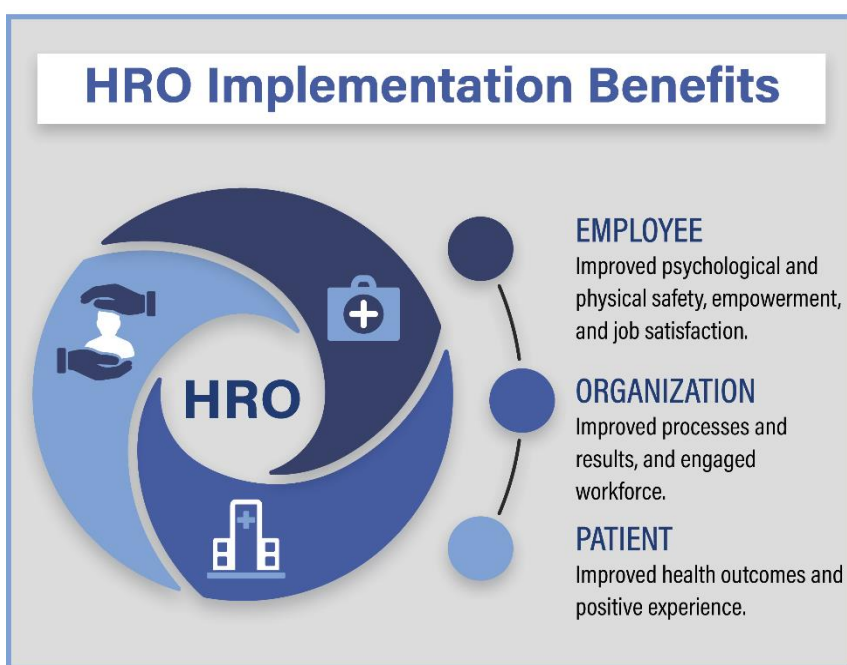 HRO Implementation Benefits
HRO
EMPLOYEE
Improved psychological and
physical safety, empowerment,
and job satisfaction.
ORGANIZATION
Improved processes and
results, and engaged
workforce.
PATIENT
Improved health outcomes and
positive experience.